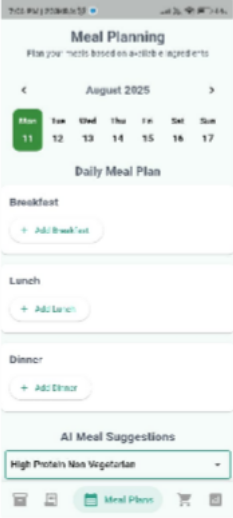 Meal Planning
Plan your meals based on available ingredients
< August 2025 >
Mon Tue Wed Thu Fri Sat Sun
11 12 13 14 15 16 17
Daily Meal Plan
Breakfast
+ Add Breakfast
Lunch
+ Add Lunch
Dinner
+ Add Dinner
AI Meal Suggestions
High Protein Non Vegetarian
Meal Plans